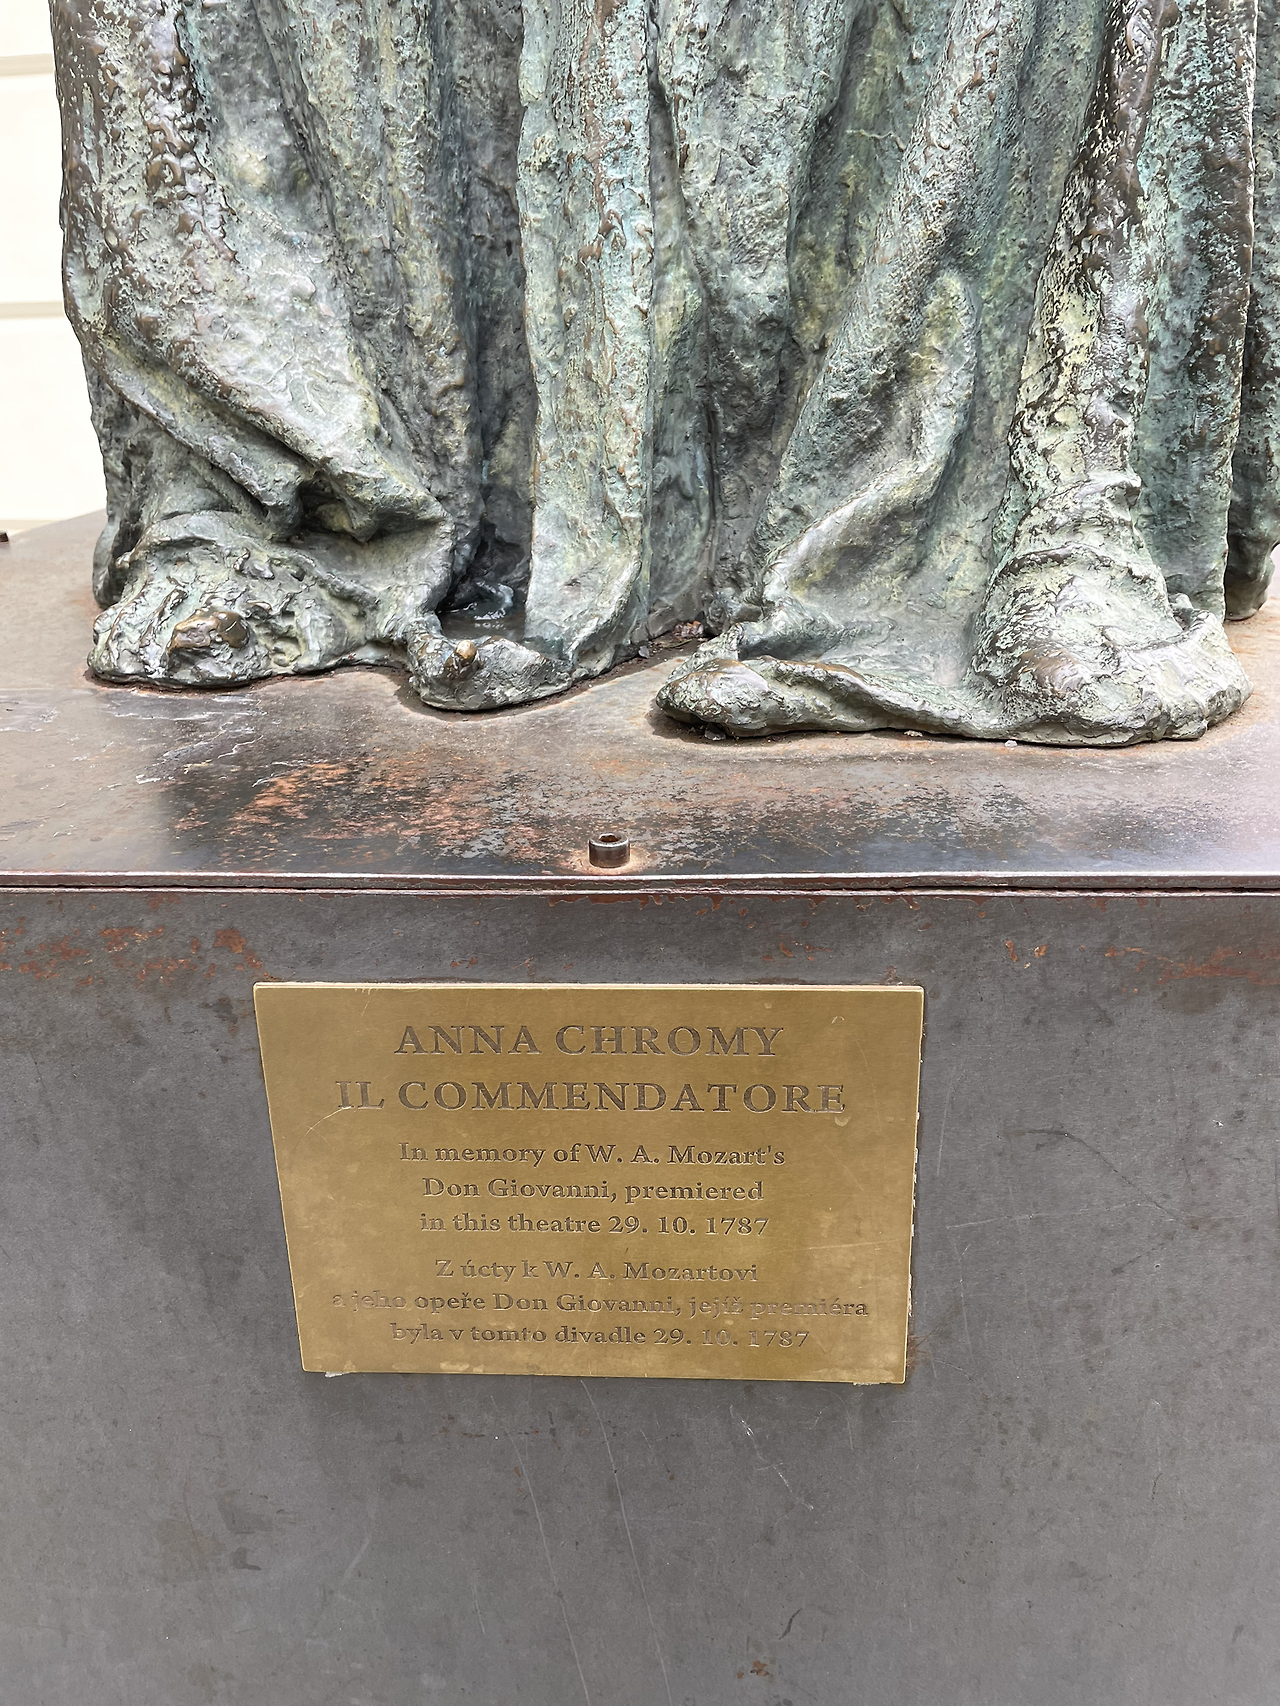 ANNA CHROMY
IL COMMENDATORE
In memory of W. A. Mozart's
Don Giovanni, premiered
in this theatre 29. 10. 1787
Z úcty k W. A. Mozartovi
a jeho opeře Don Giovanni, jejíž premiéra
byla v tomto divadle 29. 10. 1787